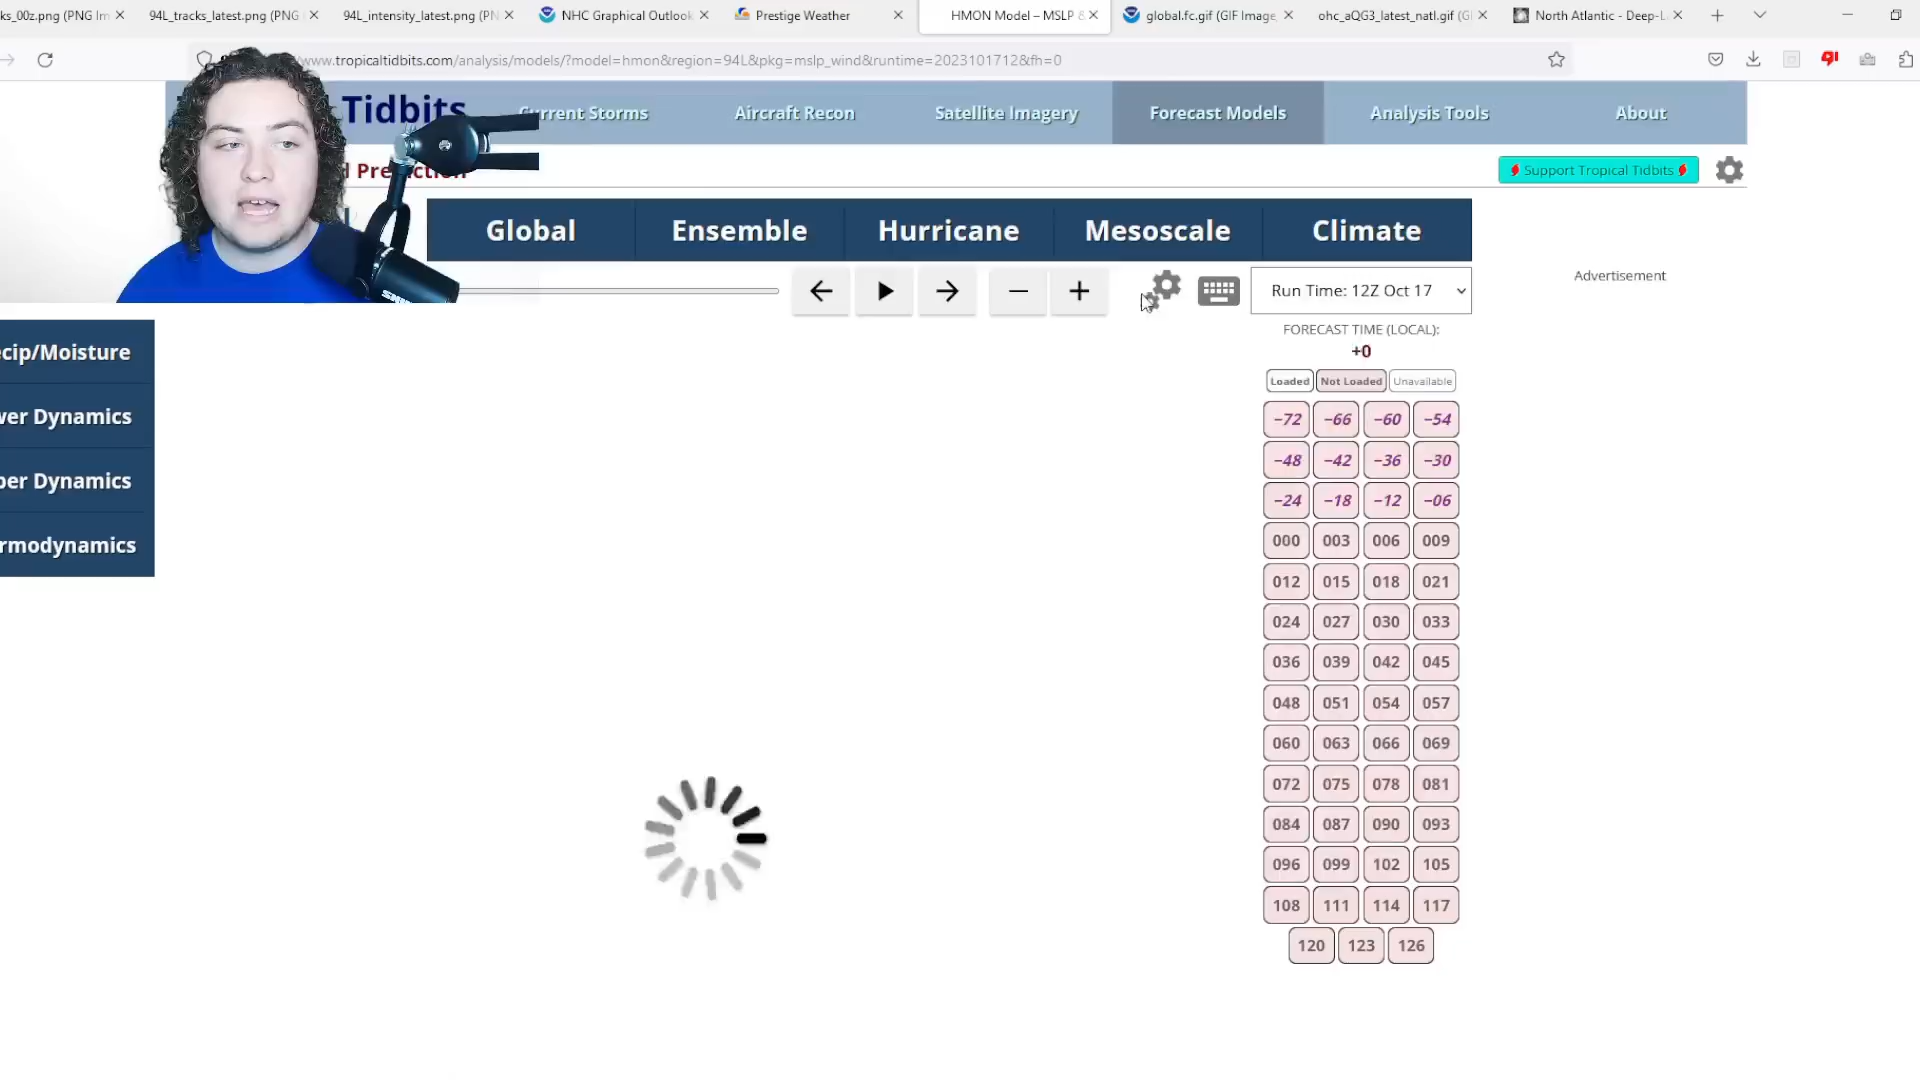 ks_00z.png (PNG Im
94L_tracks_latest.png (PNG
94L_intensity_latest.png (PN
NHC Graphical Outlook
Prestige Weather
HMON Model – MSLP &
global.fc.gif (GIF Image,
ohc_aQG3_latest_natl.gif (GI
North Atlantic - Deep-L
www.tropicaltidbits.com/analysis/models/?model=hmon&region=94L&pkg=mslp_wind&runtime=2023101712&fh=0
Tidbits
Current Storms
Aircraft Recon
Satellite Imagery
Forecast Models
Analysis Tools
About
d Prediction
Support Tropical Tidbits
Global
Ensemble
Hurricane
Mesoscale
Climate
Run Time: 12Z Oct 17
Advertisement
FORECAST TIME (LOCAL):
+0
Loaded Not Loaded Unavailable
−72 −66 −60 −54
−48 −42 −36 −30
−24 −18 −12 −06
000 003 006 009
012 015 018 021
024 027 030 033
036 039 042 045
048 051 054 057
060 063 066 069
072 075 078 081
084 087 090 093
096 099 102 105
108 111 114 117
120 123 126
cip/Moisture
wer Dynamics
per Dynamics
rmodynamics